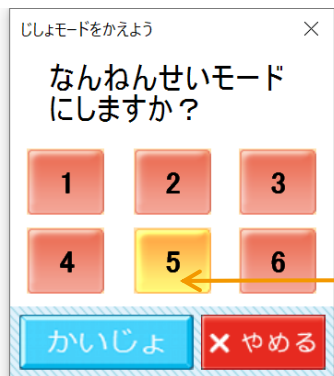 じしょモードをかえよう
なんねんせいモード
にしますか？
1 2 3
4 5 6
かいじょ × やめる